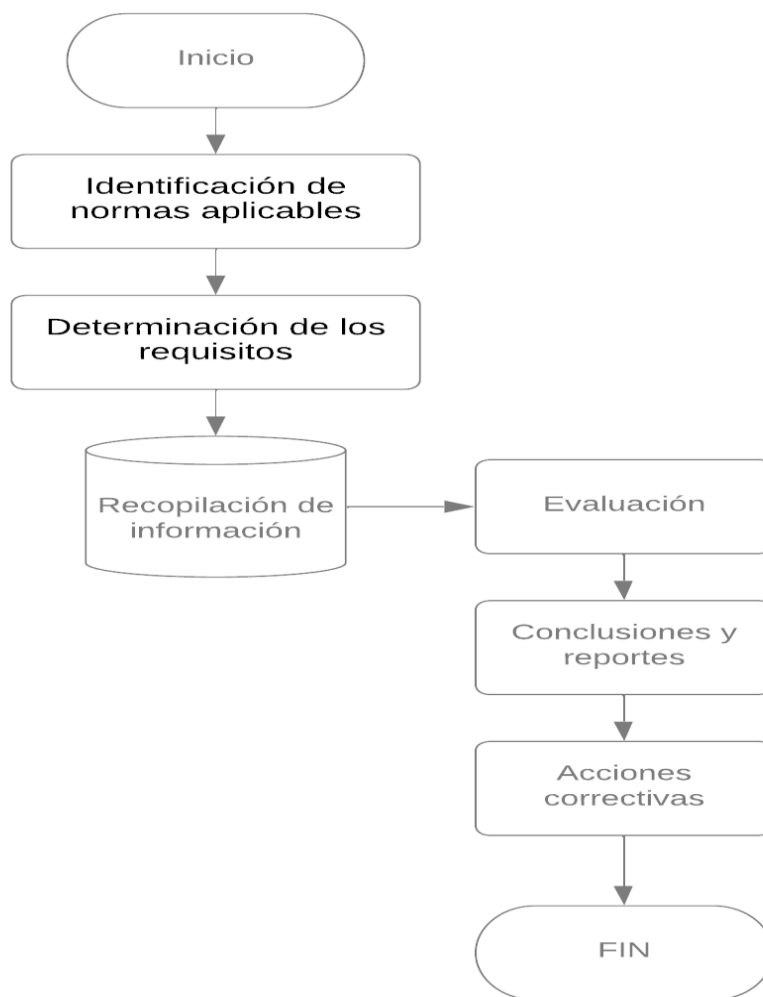 Inicio
Identificación de
normas aplicables
Determinación de los
requisitos
Recopilación de
información
Evaluación
Conclusiones y
reportes
Acciones
correctivas
FIN